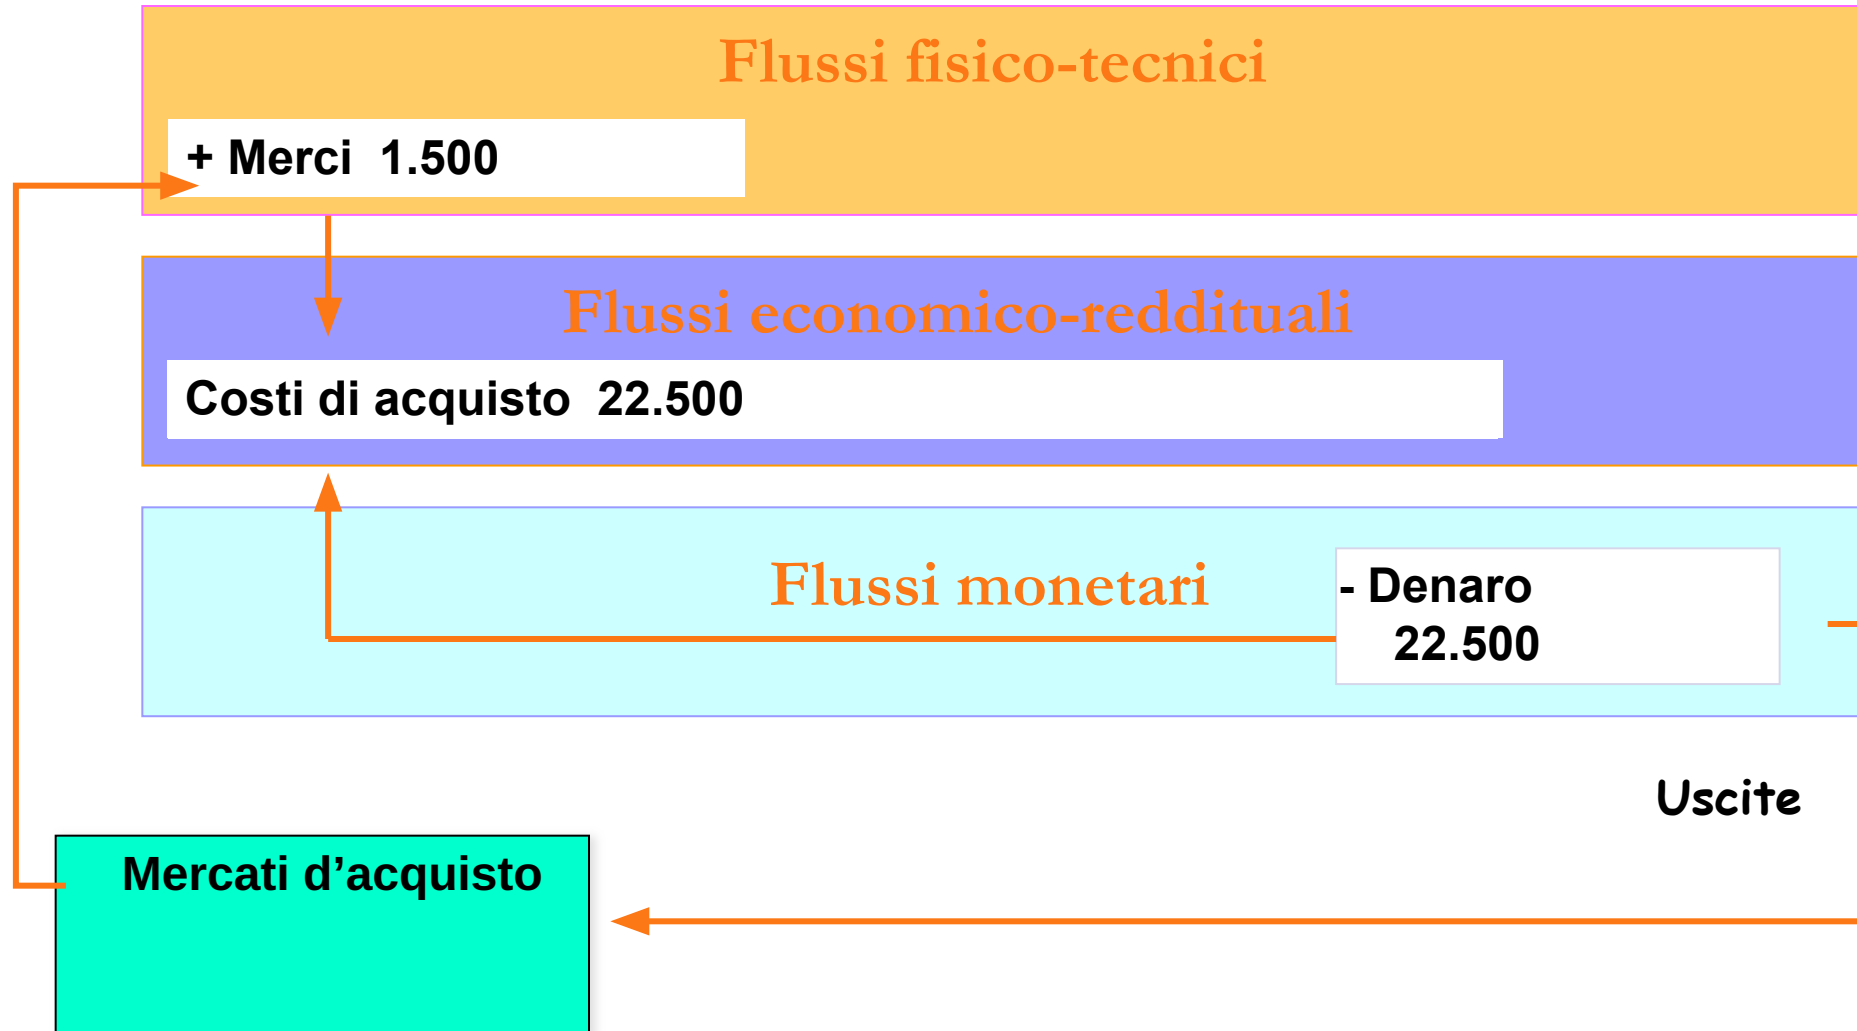 Flussi fisico-tecnici
+ Merci 1.500
Flussi economico-reddituali
Costi di acquisto 22.500
Flussi monetari
- Denaro
22.500
Uscite
Mercati d’acquisto